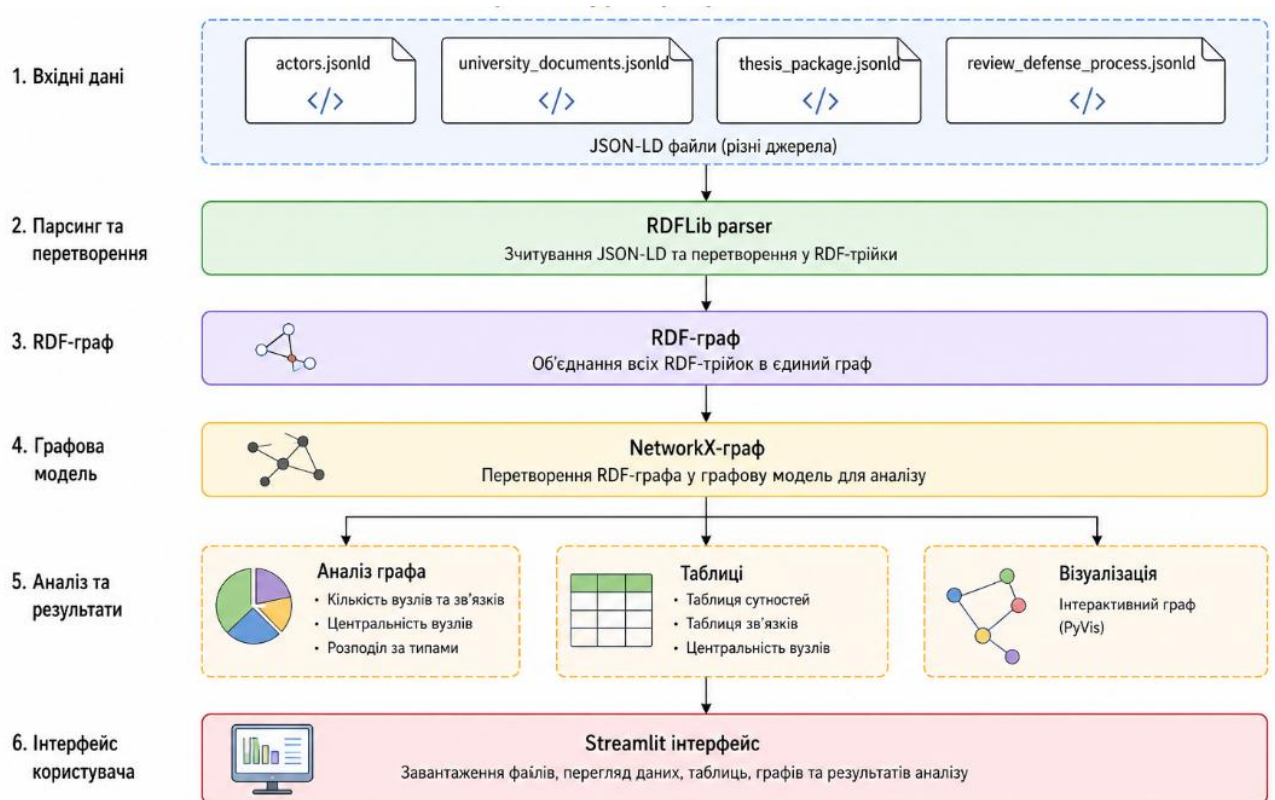 1. Вхідні дані
actors.jsonld
</>
university_documents.jsonld
</>
thesis_package.jsonld
</>
review_defense_process.jsonld
</>
JSON-LD файли (різні джерела)
2. Парсинг та
перетворення
RDFLib parser
Зчитування JSON-LD та перетворення у RDF-трійки
3. RDF-граф
RDF-граф
Об'єднання всіх RDF-трійок в єдиний граф
4. Графова
модель
NetworkX-граф
Перетворення RDF-графа у графову модель для аналізу
5. Аналіз та
результати
Аналіз графа
• Кількість вузлів та зв'язків
• Центральність вузлів
• Розподіл за типами
Таблиці
• Таблиця сутностей
• Таблиця зв'язків
• Центральність вузлів
Візуалізація
Інтерактивний граф
(PyVis)
6. Інтерфейс
користувача
Streamlit інтерфейс
Завантаження файлів, перегляд даних, таблиць, графів та результатів аналізу